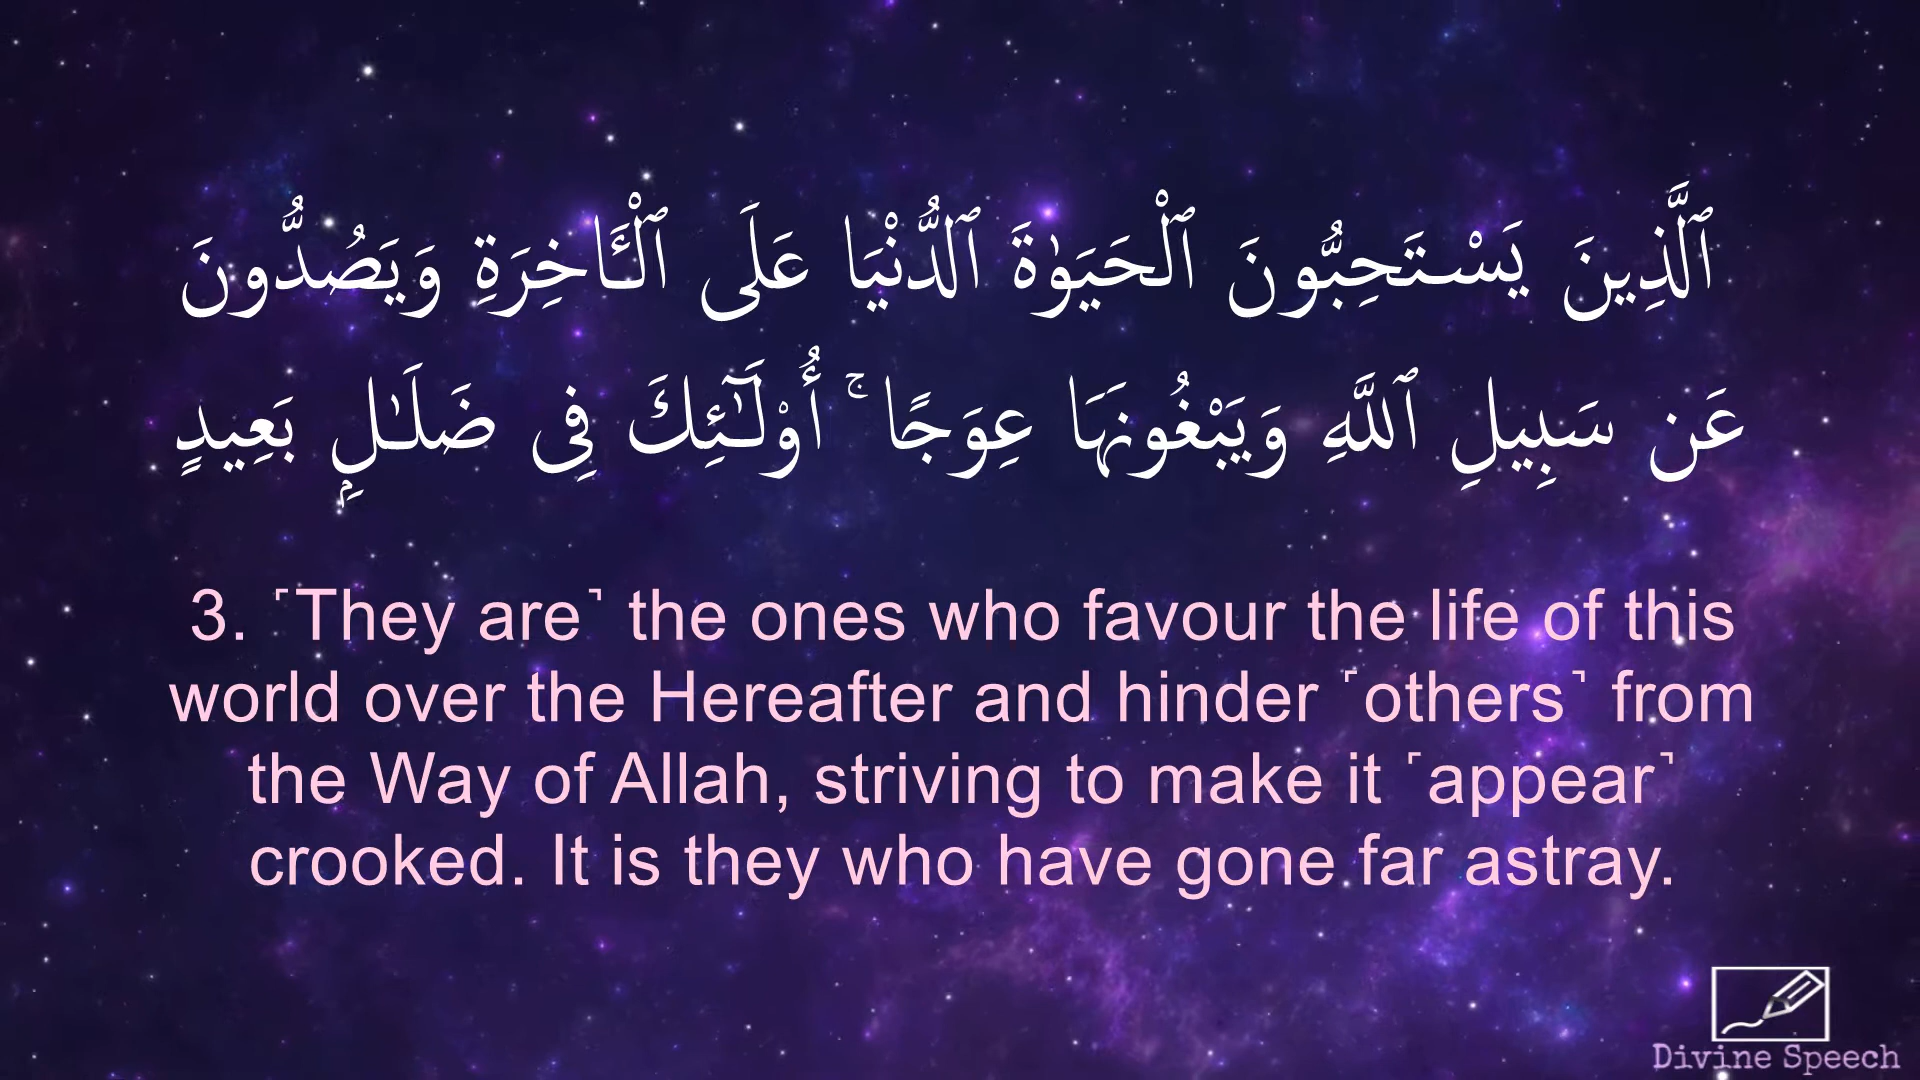 ٱلَّذِينَ يَسْتَحِبُّونَ ٱلْحَيَوٰةَ ٱلدُّنْيَا عَلَى ٱلْـَٔاخِرَةِ وَيَصُدُّونَ
عَن سَبِيلِ ٱللَّهِ وَيَبْغُونَهَا عِوَجًا ۚ أُو۟لَـٰٓئِكَ فِى ضَلَـٰلٍۭ بَعِيدٍ
3. ˹They are˺ the ones who favour the life of this
world over the Hereafter and hinder ˹others˺ from
the Way of Allah, striving to make it ˹appear˺
crooked. It is they who have gone far astray.
Divine Speech